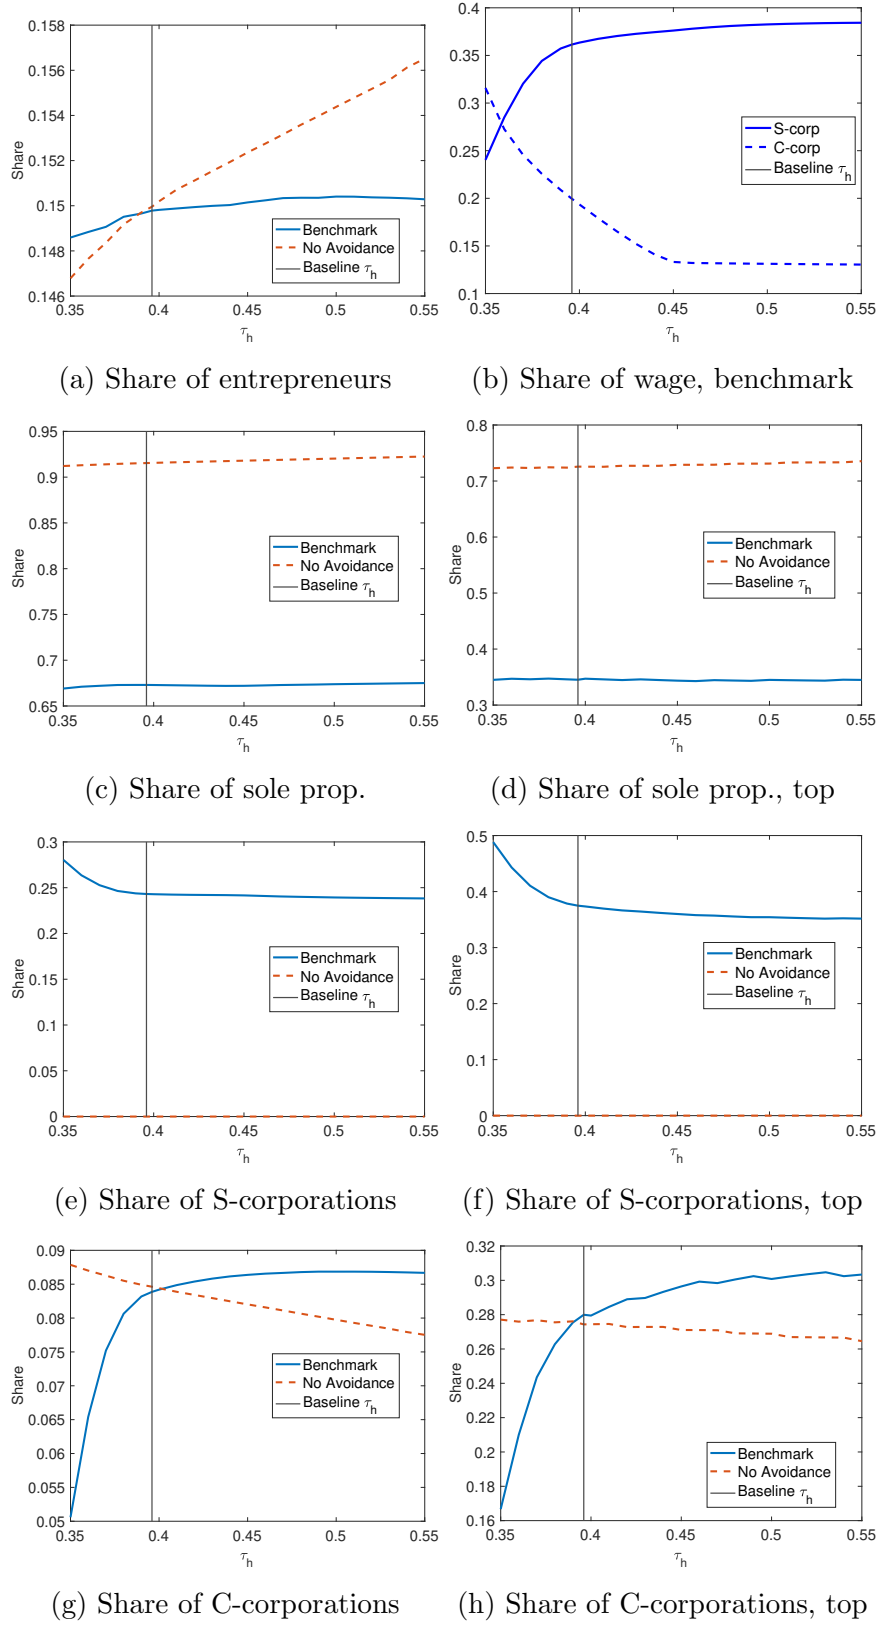 0.158
0.156
0.154
0.152
0.15
0.148
0.146
Share
0.35
0.4
0.45
0.5
0.55
τh
Benchmark
No Avoidance
Baseline τh
(a) Share of entrepreneurs
0.4
0.35
0.3
0.25
0.2
0.15
0.1
0.35
0.4
0.45
0.5
0.55
τh
S-corp
C-corp
Baseline τh
(b) Share of wage, benchmark
0.95
0.9
0.85
0.8
0.75
0.7
0.65
Share
0.35
0.4
0.45
0.5
0.55
τh
Benchmark
No Avoidance
Baseline τh
(c) Share of sole prop.
0.8
0.7
0.6
0.5
0.4
0.3
Share
0.35
0.4
0.45
0.5
0.55
τh
Benchmark
No Avoidance
Baseline τh
(d) Share of sole prop., top
0.3
0.25
0.2
0.15
0.1
0.05
0
Share
0.35
0.4
0.45
0.5
0.55
τh
Benchmark
No Avoidance
Baseline τh
(e) Share of S-corporations
0.5
0.4
0.3
0.2
0.1
0
Share
0.35
0.4
0.45
0.5
0.55
τh
Benchmark
No Avoidance
Baseline τh
(f) Share of S-corporations, top
0.09
0.085
0.08
0.075
0.07
0.065
0.06
0.055
0.05
Share
0.35
0.4
0.45
0.5
0.55
τh
Benchmark
No Avoidance
Baseline τh
(g) Share of C-corporations
0.32
0.3
0.28
0.26
0.24
0.22
0.2
0.18
0.16
Share
0.35
0.4
0.45
0.5
0.55
τh
Benchmark
No Avoidance
Baseline τh
(h) Share of C-corporations, top